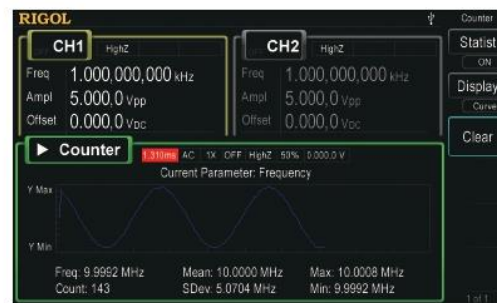 RIGOL
Counter
CH1 HighZ
CH2 HighZ
Statist
ON
Freq 1.000,000,000 kHz
Freq 1.000,000,000 kHz
Ampl 5.000,0 Vpp
Ampl 5.000,0 Vpp
Offset 0.000,0 VDC
Offset 0.000,0 VDC
Display
Curve
Clear
Counter
1.310ms AC 1X OFF HighZ 50% 0.000,0 V
Current Parameter: Frequency
Y Max
Y Min
Freq: 9.9992 MHz Mean: 10.0000 MHz Max: 10.0008 MHz
Count: 143 SDev: 5.0704 MHz Min: 9.9992 MHz
1 of 1